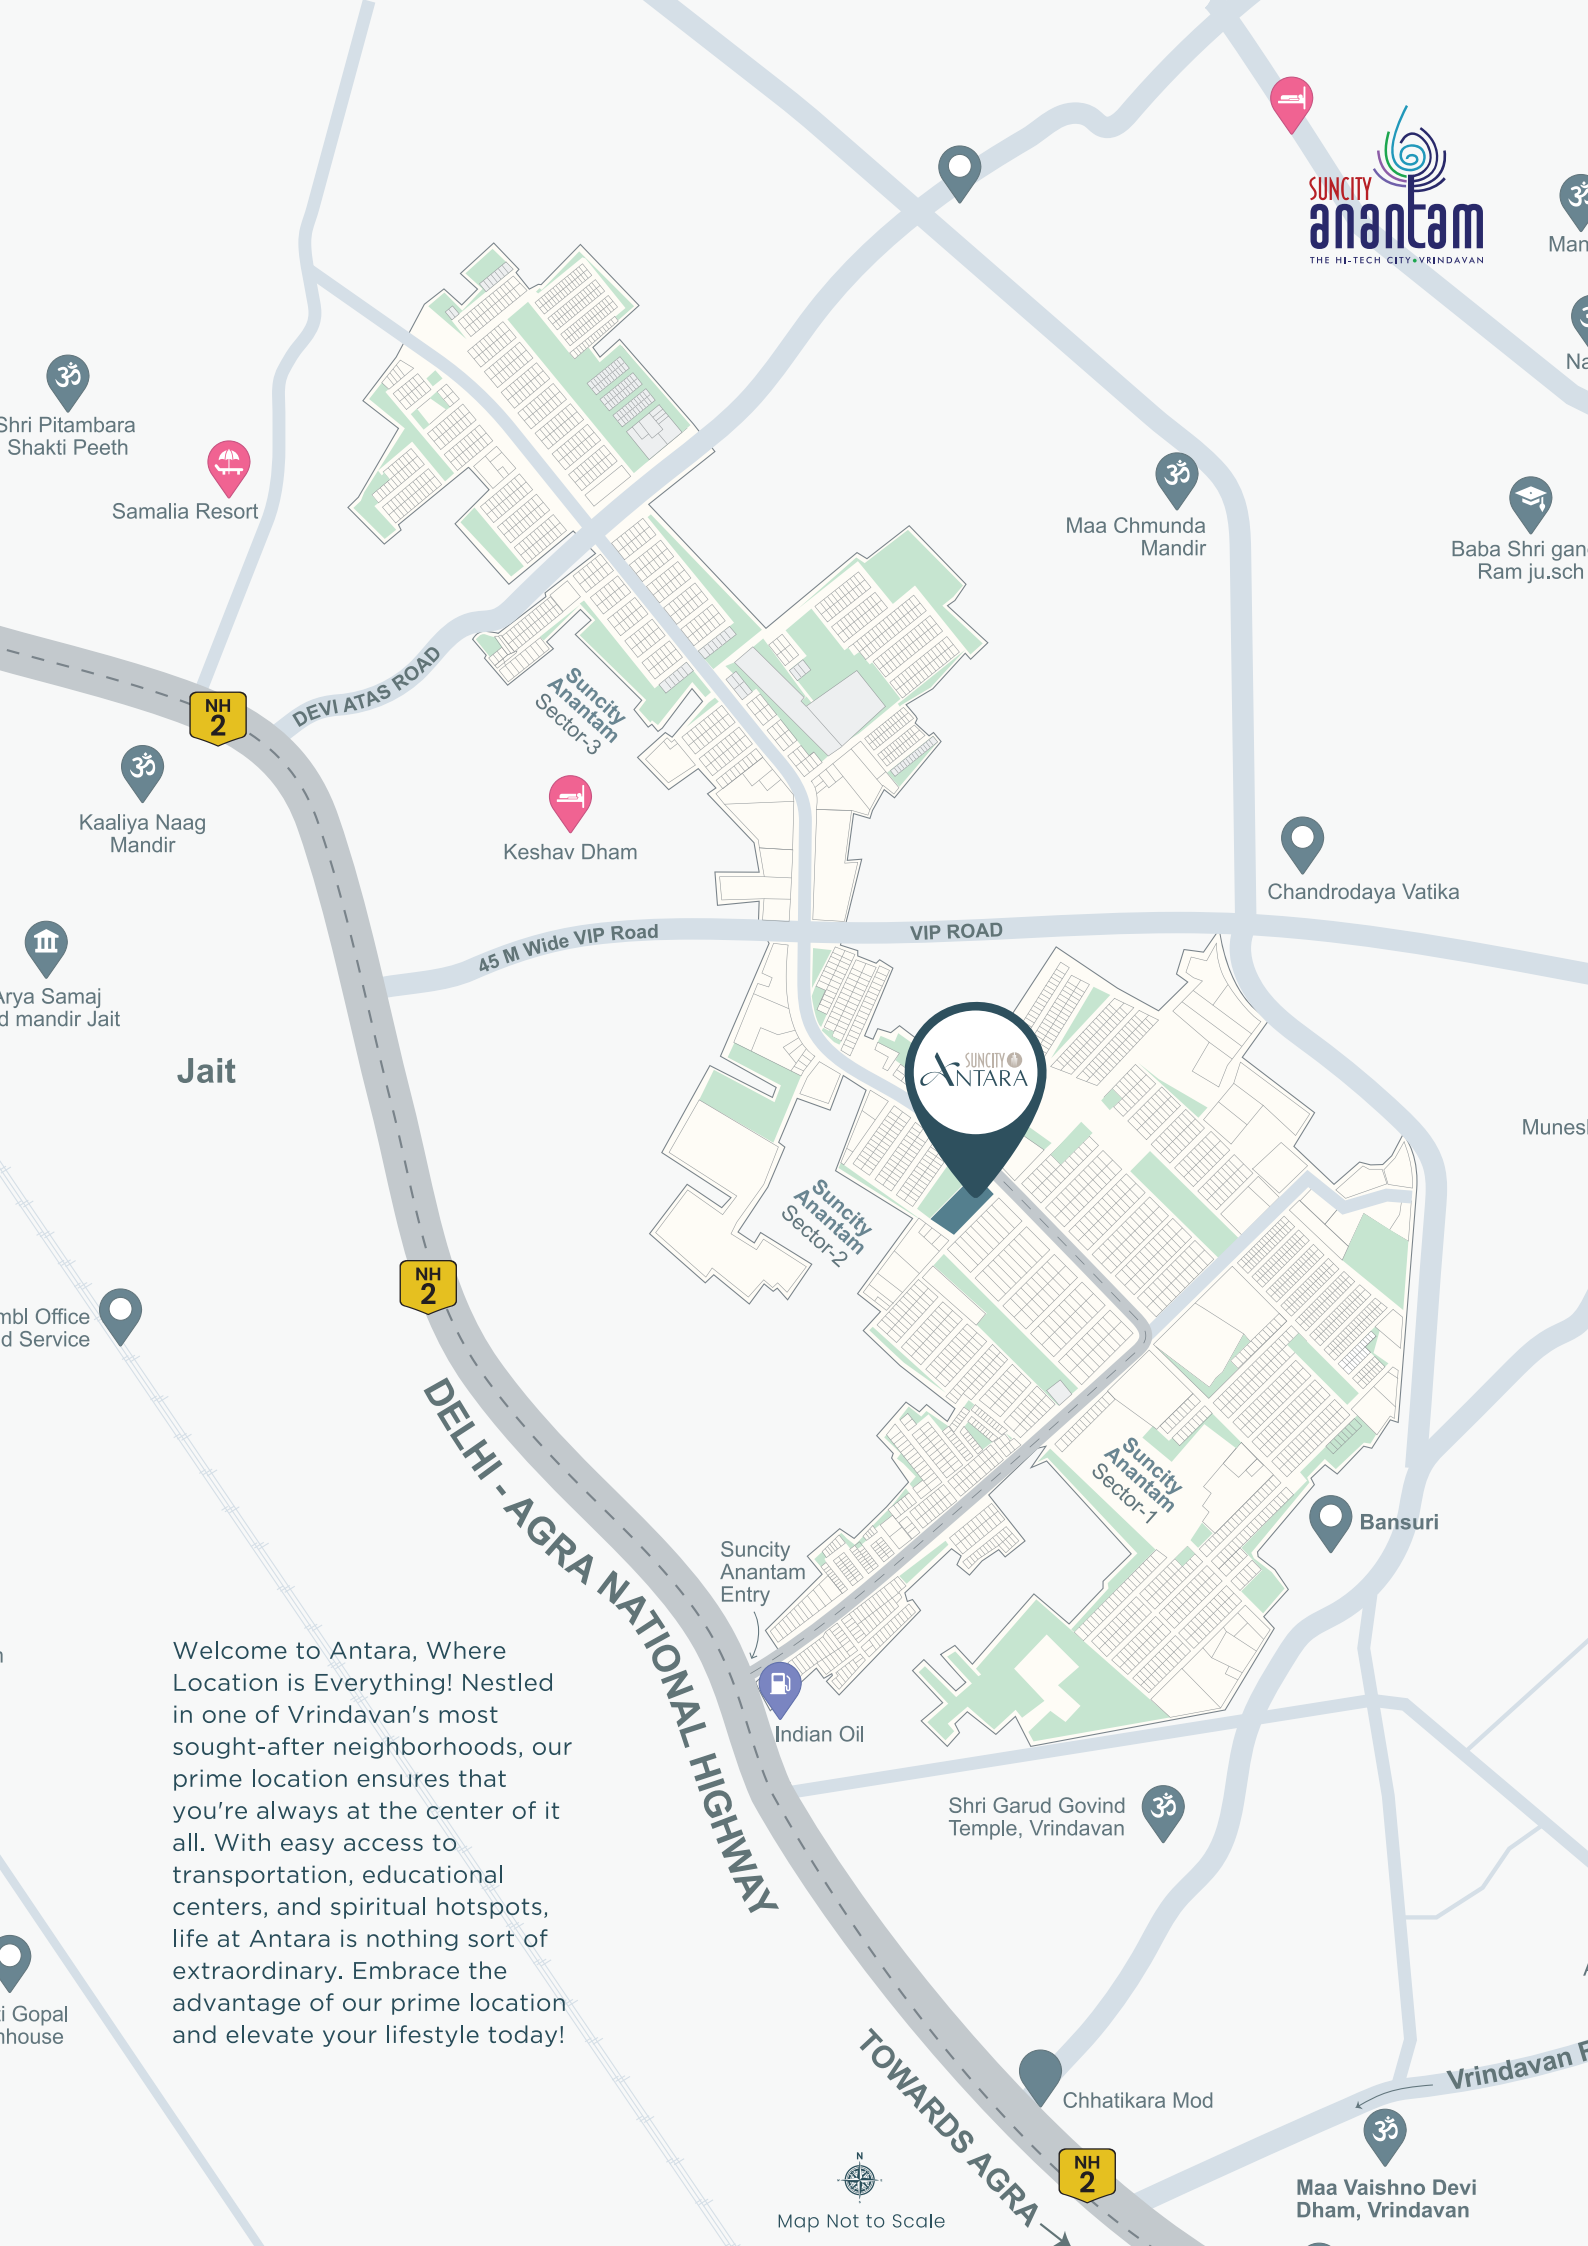 SUNCITY
anantam
THE HI-TECH CITY•VRINDAVAN
Man
Na
Shri Pitambara
Shakti Peeth
Samalia Resort
Maa Chmunda
Mandir
Baba Shri gan
Ram ju.sch
DEVI ATAS ROAD
NH
2
Suncity
Anantam
Sector-3
Kaaliya Naag
Mandir
Keshav Dham
Chandrodaya Vatika
45 M Wide VIP Road
VIP ROAD
Arya Samaj
d mandir Jait
Jait
SUNCITY
ANTARA
Munesh
Suncity
Anantam
Sector-2
NH
2
mbl Office
d Service
DELHI - AGRA NATIONAL HIGHWAY
Suncity
Anantam
Sector-1
Bansuri
Suncity
Anantam
Entry
Indian Oil
Welcome to Antara, Where
Location is Everything! Nestled
in one of Vrindavan's most
sought-after neighborhoods, our
prime location ensures that
you're always at the center of it
all. With easy access to
transportation, educational
centers, and spiritual hotspots,
life at Antara is nothing sort of
extraordinary. Embrace the
advantage of our prime location
and elevate your lifestyle today!
Shri Garud Govind
Temple, Vrindavan
ti Gopal
nhouse
TOWARDS AGRA
Chhatikara Mod
Vrindavan R
NH
2
Maa Vaishno Devi
Dham, Vrindavan
N
Map Not to Scale